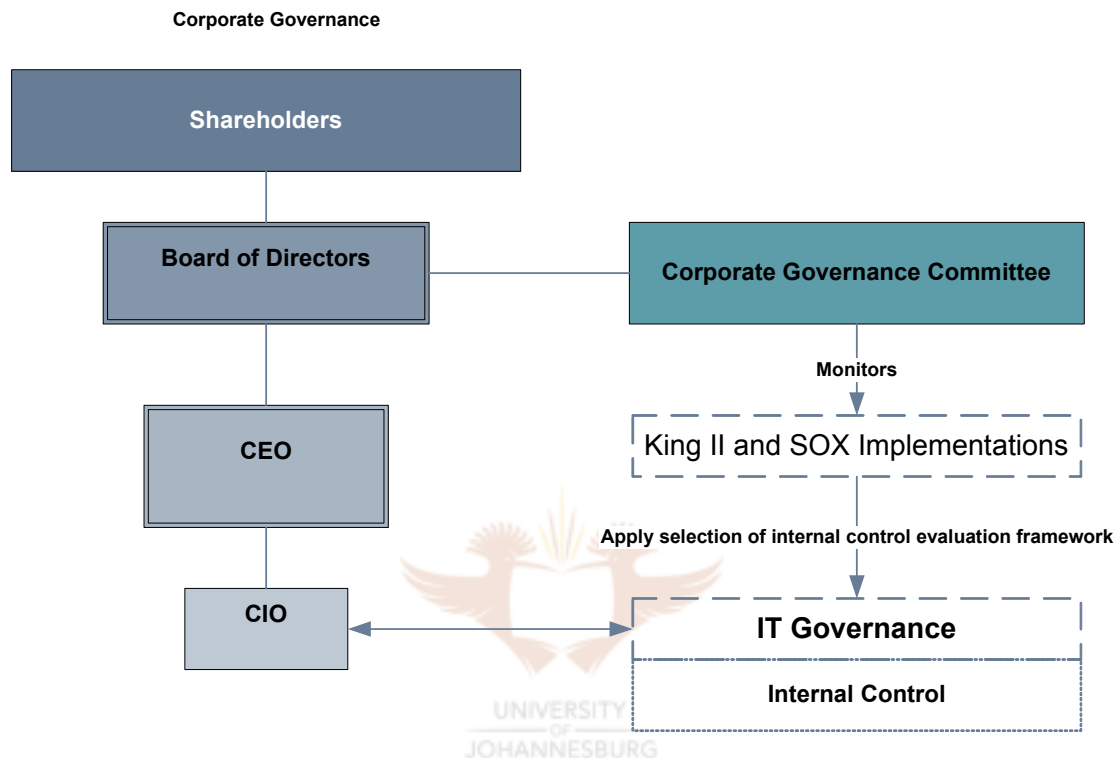 Corporate Governance
Shareholders
Board of Directors
Corporate Governance Committee
Monitors
King II and SOX Implementations
CEO
Apply selection of internal control evaluation framework
CIO
IT Governance
Internal Control
UNIVERSITY
OF
JOHANNESBURG